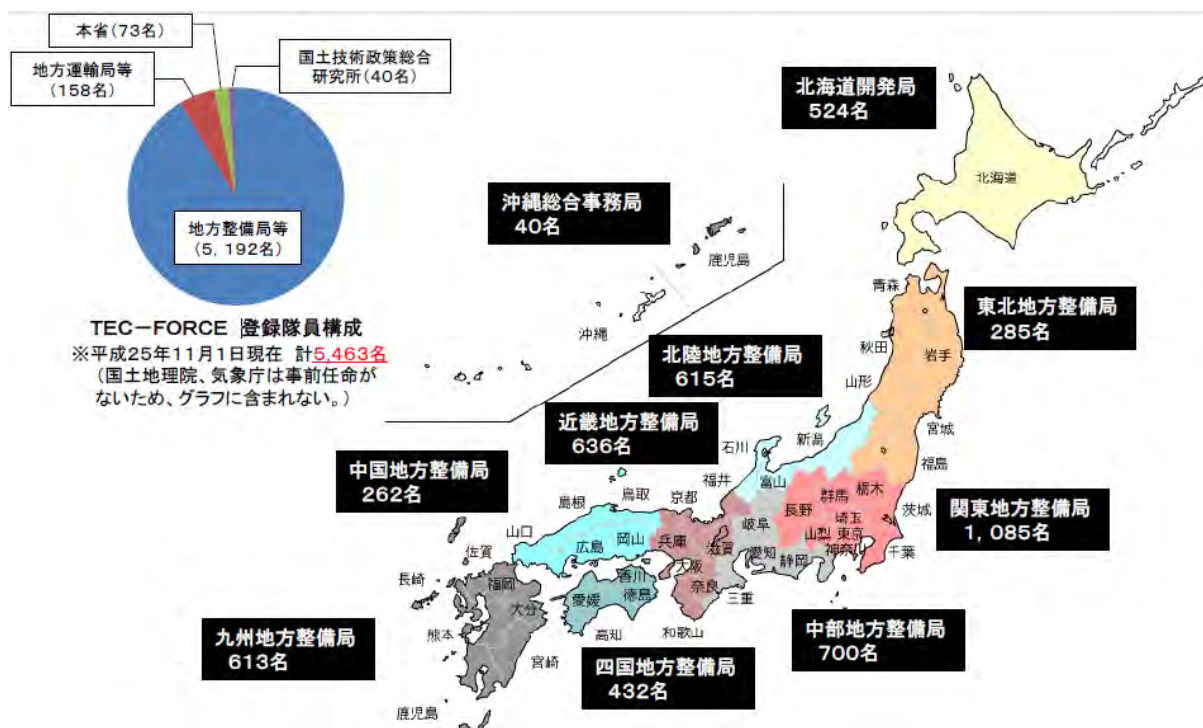 本省(73名)
地方運輸局等
(158名)
国土技術政策総合
研究所(40名)
地方整備局等
(5,192名)
TEC-FORCE 登録隊員構成
※平成25年11月1日現在 計5,463名
(国土地理院、気象庁は事前任命が
ないため、グラフに含まれない。)
北海道開発局
524名
北海道
沖縄総合事務局
40名
鹿児島
沖縄
青森
東北地方整備局
285名
秋田
岩手
北陸地方整備局
615名
山形
宮城
近畿地方整備局
636名
石川
新潟
福島
中国地方整備局
262名
福井
富山
群馬
栃木
島根
鳥取
京都
長野
茨城
関東地方整備局
1,085名
埼玉
山口
岐阜
山梨
東京
広島
岡山
兵庫
滋賀
愛知
静岡
神奈川
千葉
佐賀
大阪
長崎
福岡
香川
愛媛
徳島
奈良
三重
大分
高知
和歌山
中部地方整備局
700名
九州地方整備局
613名
熊本
宮崎
四国地方整備局
432名
鹿児島